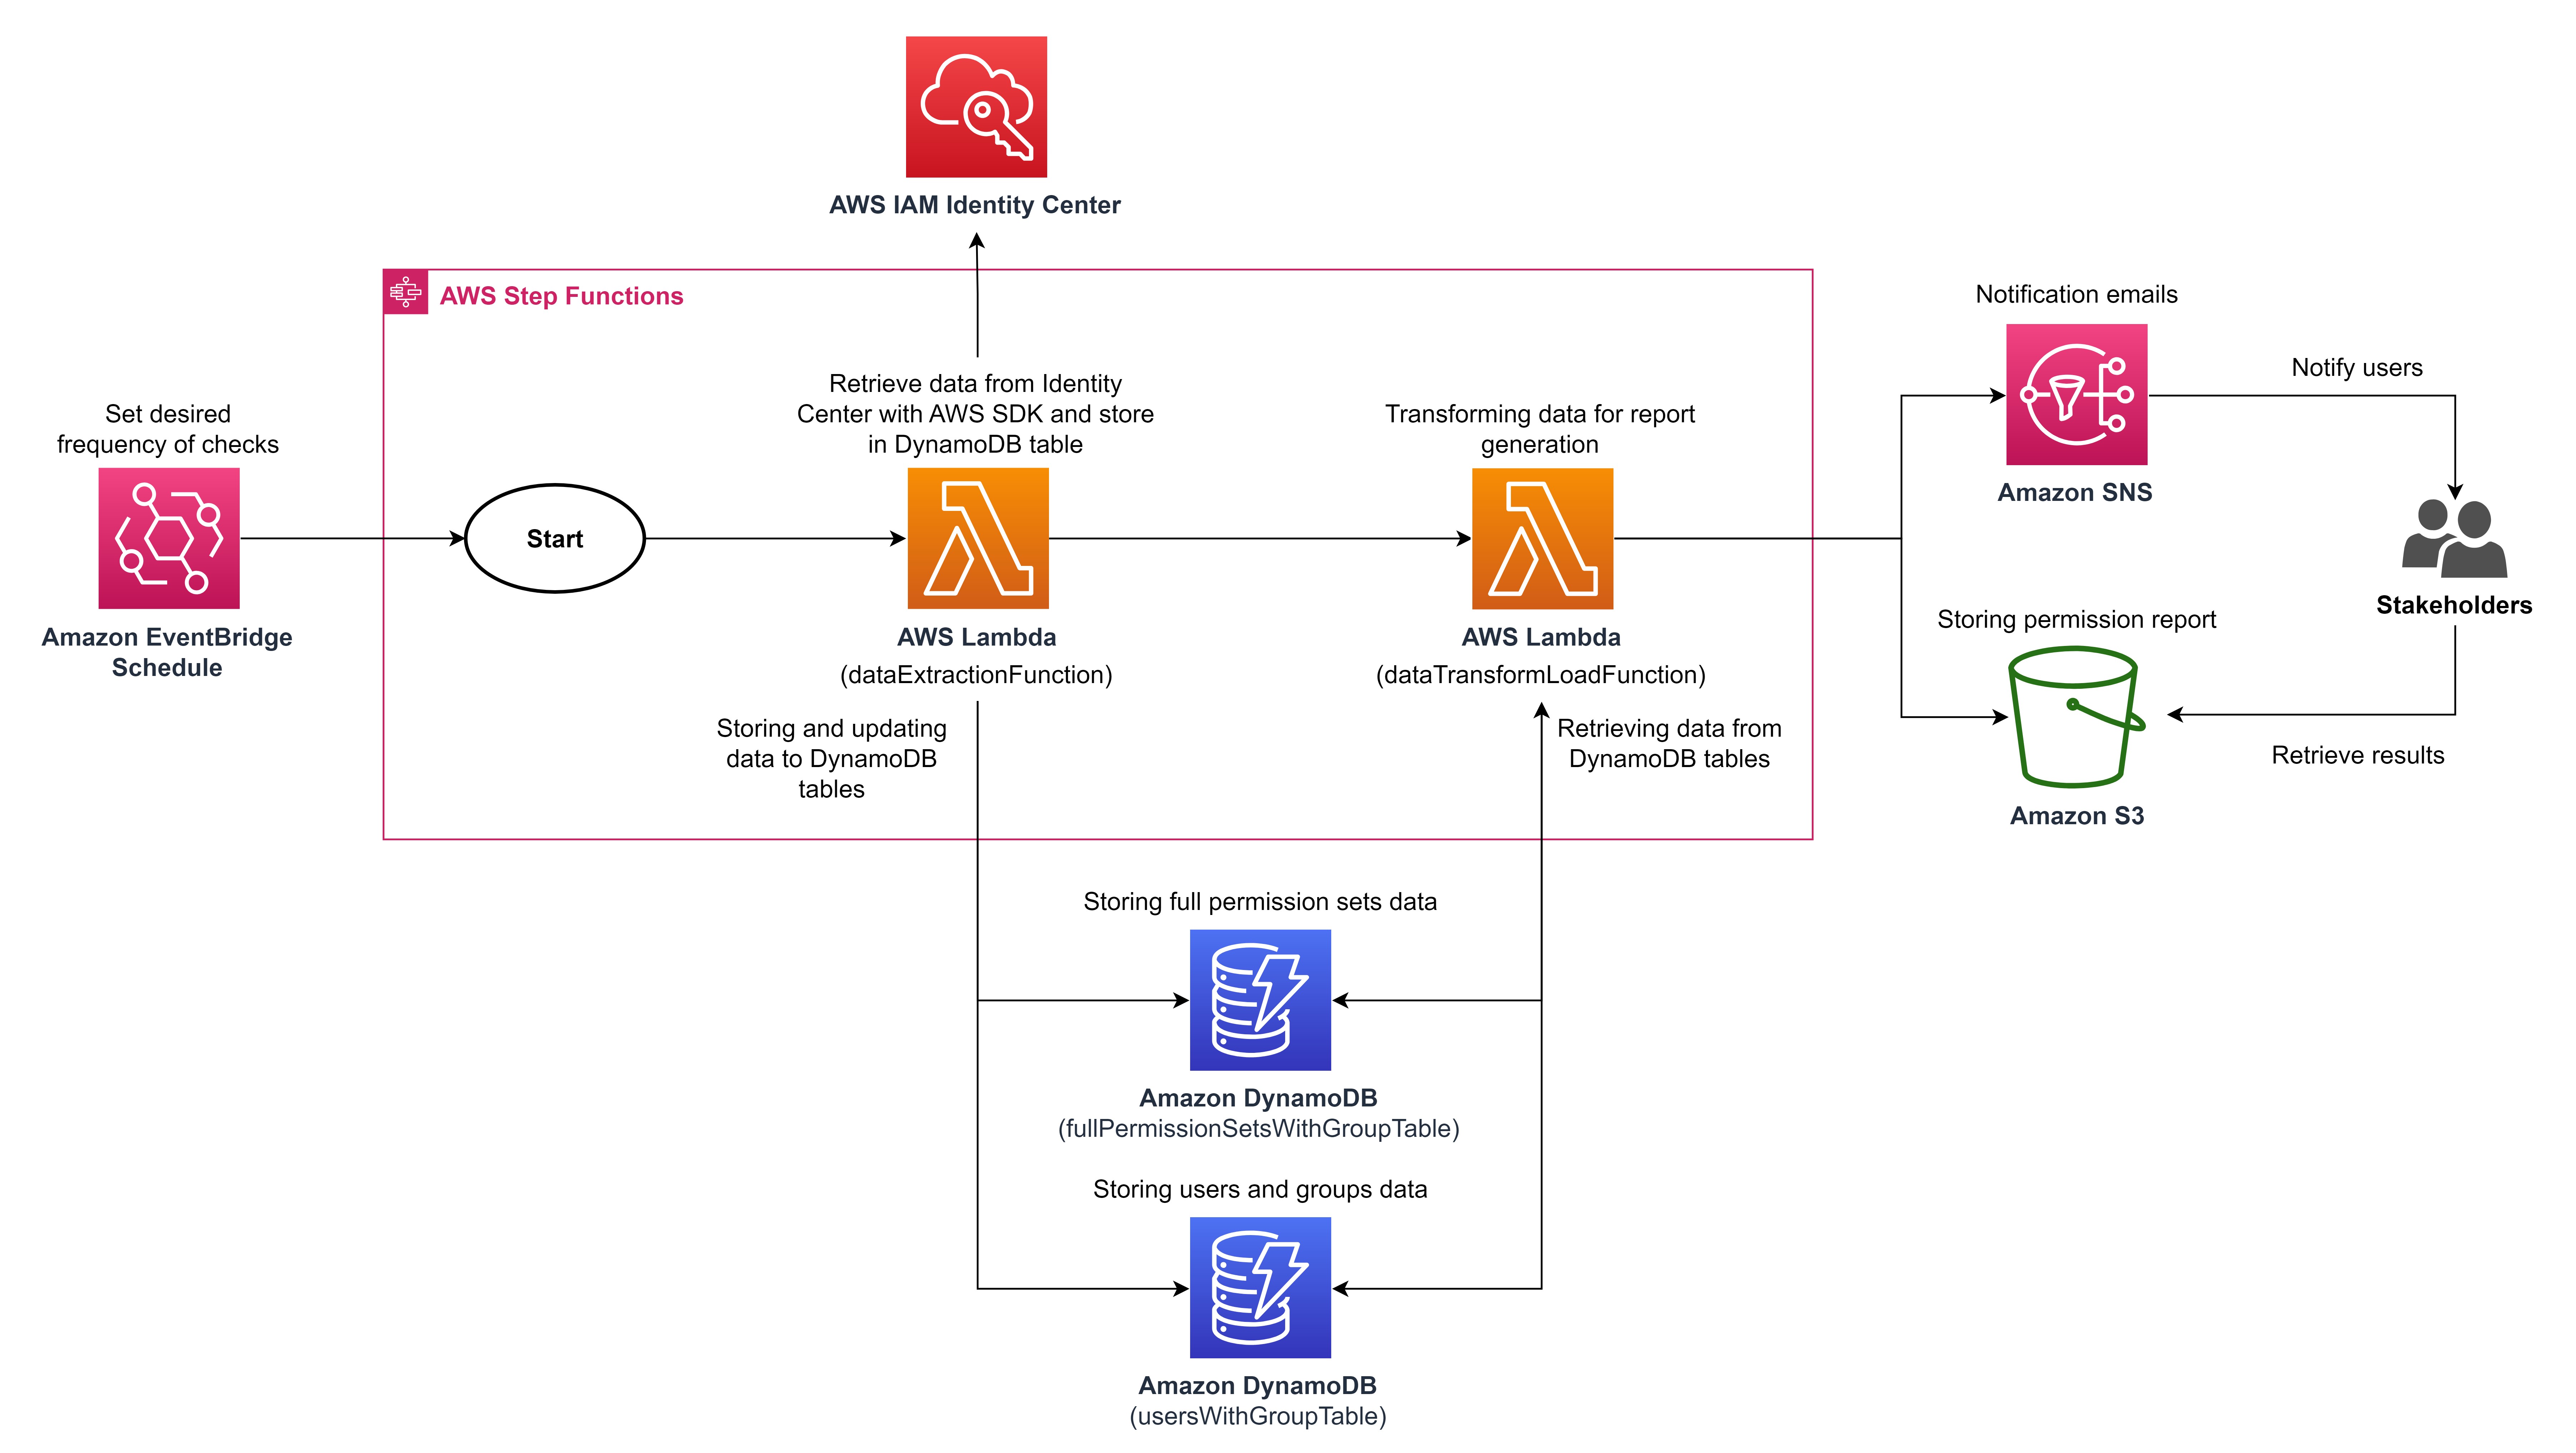 AWS IAM Identity Center
AWS Step Functions
Set desired
frequency of checks
Amazon EventBridge
Schedule
Start
Retrieve data from Identity
Center with AWS SDK and store
in DynamoDB table
AWS Lambda
(dataExtractionFunction)
Storing and updating
data to DynamoDB
tables
Transforming data for report
generation
AWS Lambda
(dataTransformLoadFunction)
Retrieving data from
DynamoDB tables
Notification emails
Amazon SNS
Notify users
Stakeholders
Storing permission report
Amazon S3
Retrieve results
Storing full permission sets data
Amazon DynamoDB
(fullPermissionSetsWithGroupTable)
Storing users and groups data
Amazon DynamoDB
(usersWithGroupTable)